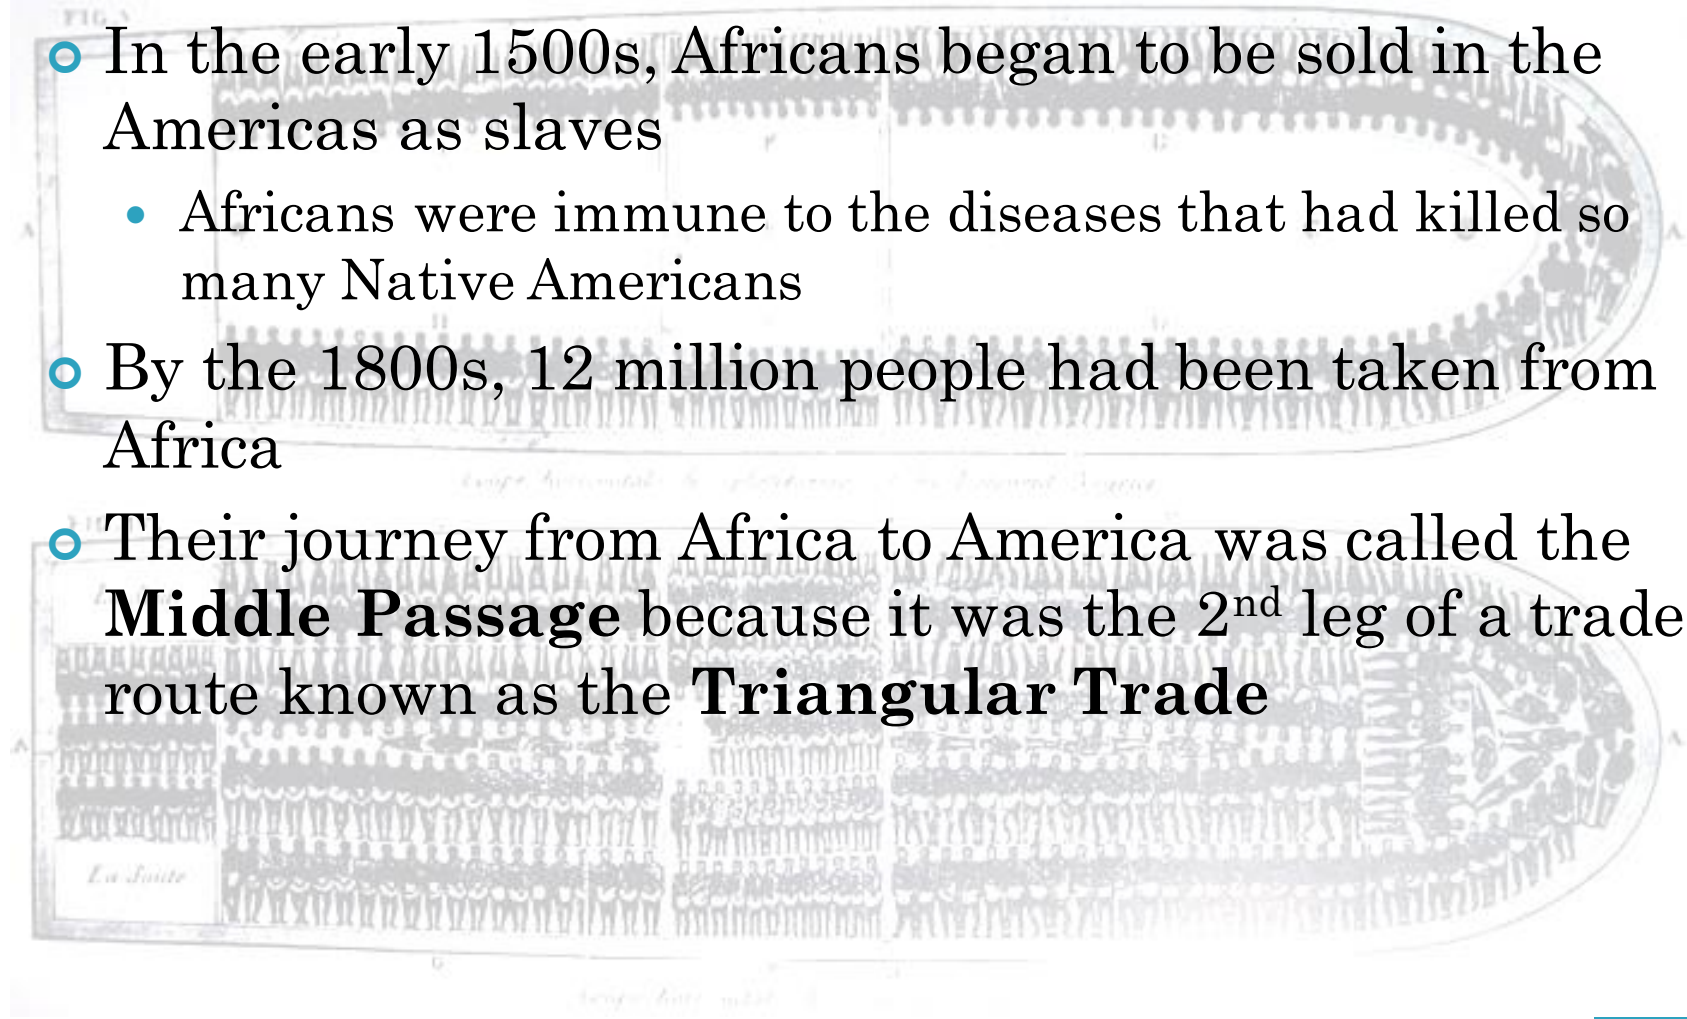 FIG.
In the early 1500s, Africans began to be sold in the
Americas as slaves
Africans were immune to the diseases that had killed so
many Native Americans
By the 1800s, 12 million people had been taken from
Africa
Their journey from Africa to America was called the
Middle Passage because it was the 2nd leg of a trade
route known as the Triangular Trade
La Soute